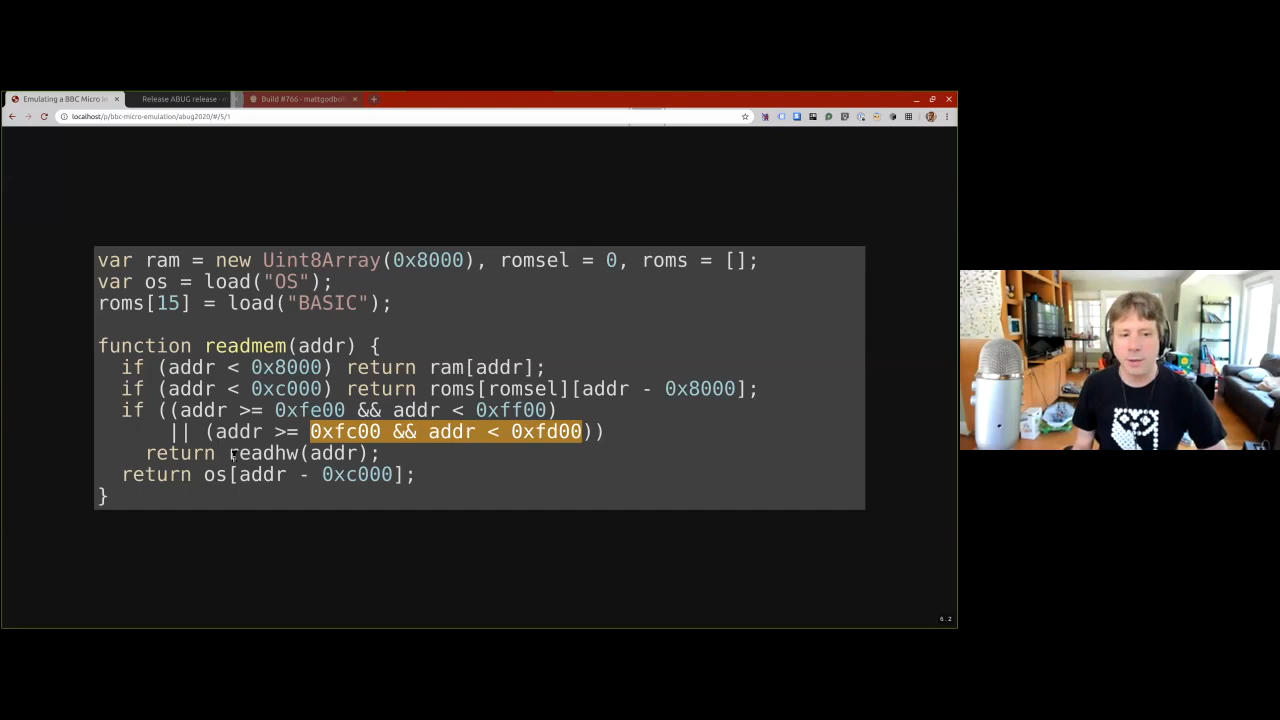 Emulating a BBC Micro in
Release ABUG release · m
Build #766 - mattgodbolt
localhost/p/bbc-micro-emulation/abug2020/#/5/1
var ram = new Uint8Array(0x8000), romsel = 0, roms = [];
var os = load("OS");
roms[15] = load("BASIC");
function readmem(addr) {
if (addr < 0x8000) return ram[addr];
if (addr < 0xc000) return roms[romsel][addr - 0x8000];
if ((addr >= 0xfe00 && addr < 0xff00)
|| (addr >= 0xfc00 && addr < 0xfd00))
return readhw(addr);
return os[addr - 0xc000];
}
6.2